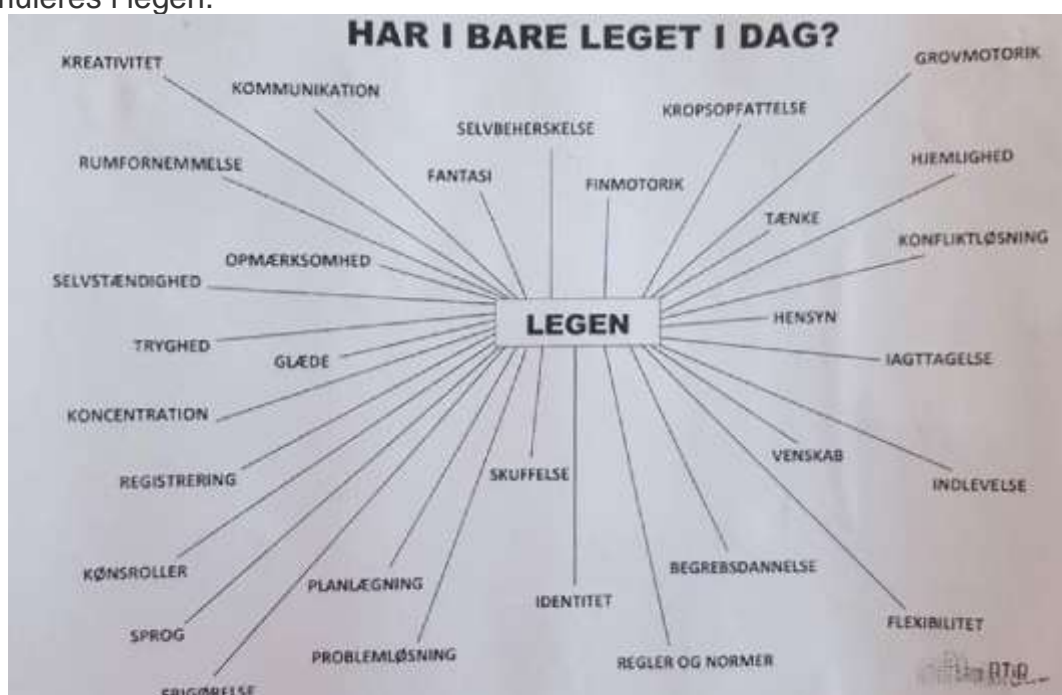 HAR I BARE LEGET I DAG?
KREATIVITET
KOMMUNIKATION
GROVMOTORIK
SELVBEHERSKELSE
KROPSOPFATTELSE
RUMFORNEMMELSE
FANTASI
FINMOTORIK
HJEMLIGHED
TÆNKE
KONFLIKTLØSNING
OPMÆRKSOMHED
SELVSTÆNDIGHED
HENSYN
LEGEN
TRYGHED
GLÆDE
IAGTTAGELSE
KONCENTRATION
VENSKAB
SKUFFELSE
REGISTRERING
INDLEVELSE
KØNSROLLER
PLANLÆGNING
BEGREBSDANNELSE
IDENTITET
FLEXIBILITET
SPROG
PROBLEMLØSNING
REGLER OG NORMER
FRIGØRELSE